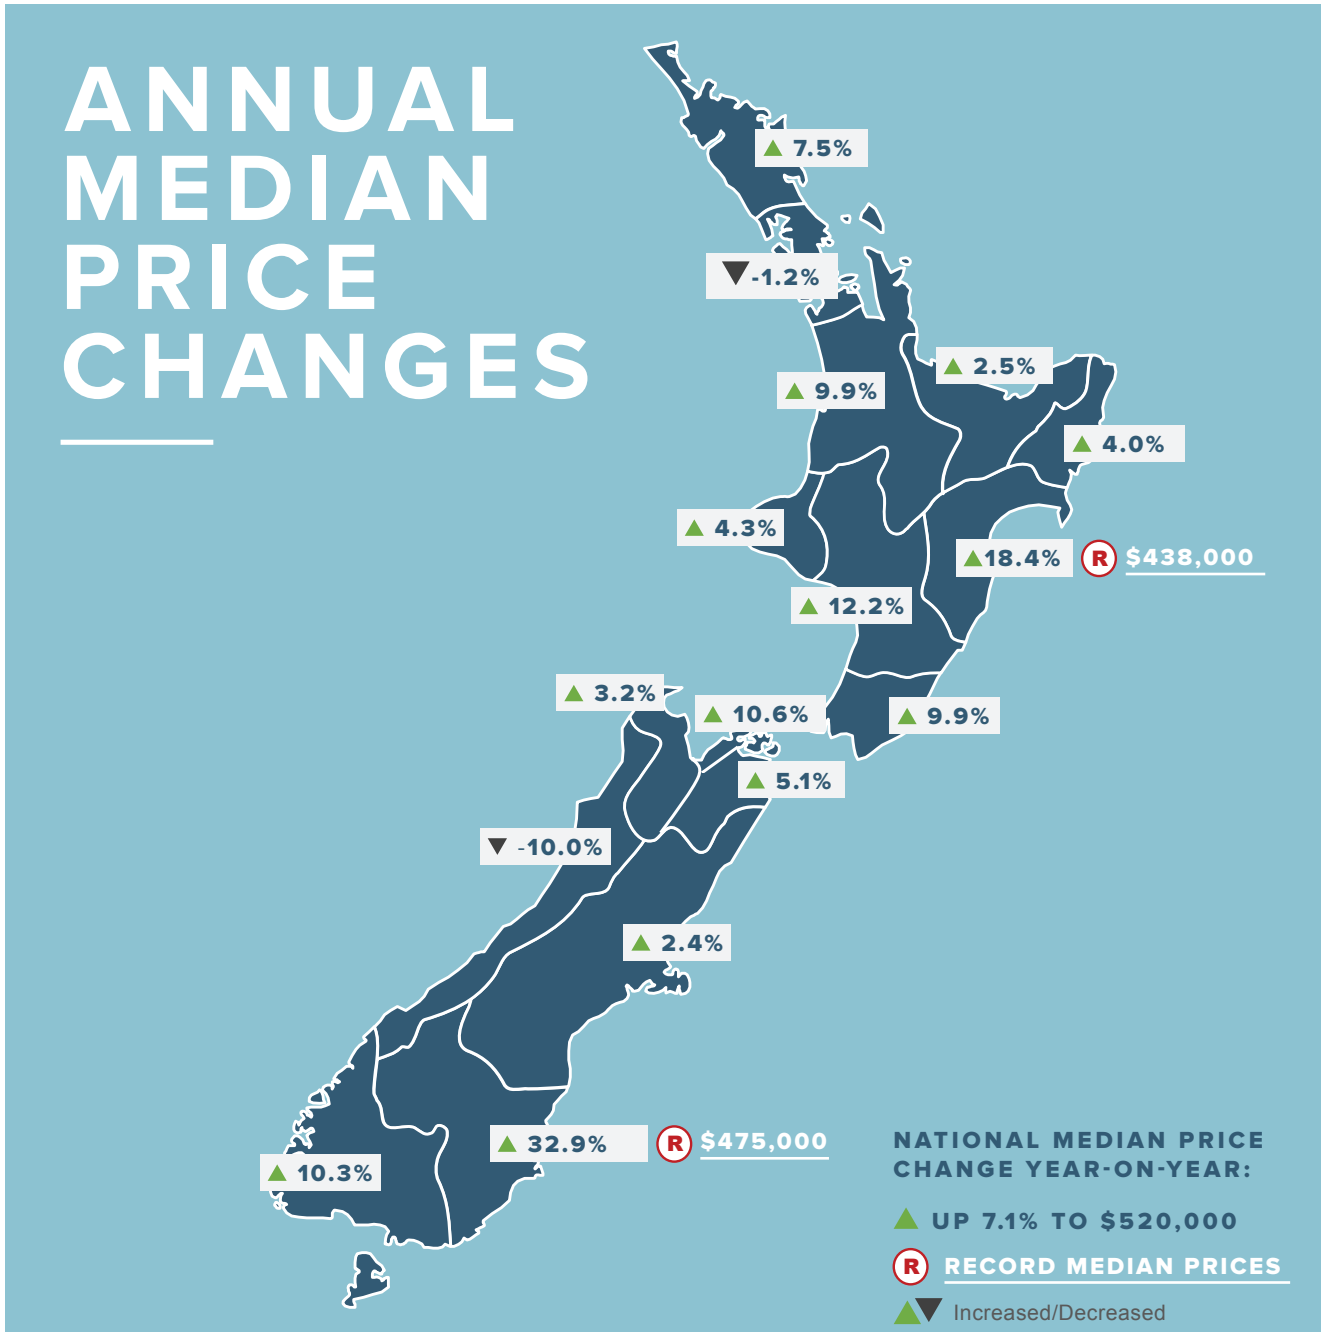 ANNUAL
MEDIAN
PRICE
CHANGES
7.5%
-1.2%
2.5%
9.9%
4.0%
4.3%
18.4% R $438,000
12.2%
3.2%
10.6%
9.9%
5.1%
-10.0%
2.4%
32.9% R $475,000
10.3%
NATIONAL MEDIAN PRICE
CHANGE YEAR-ON-YEAR:
UP 7.1% TO $520,000
R RECORD MEDIAN PRICES
Increased/Decreased